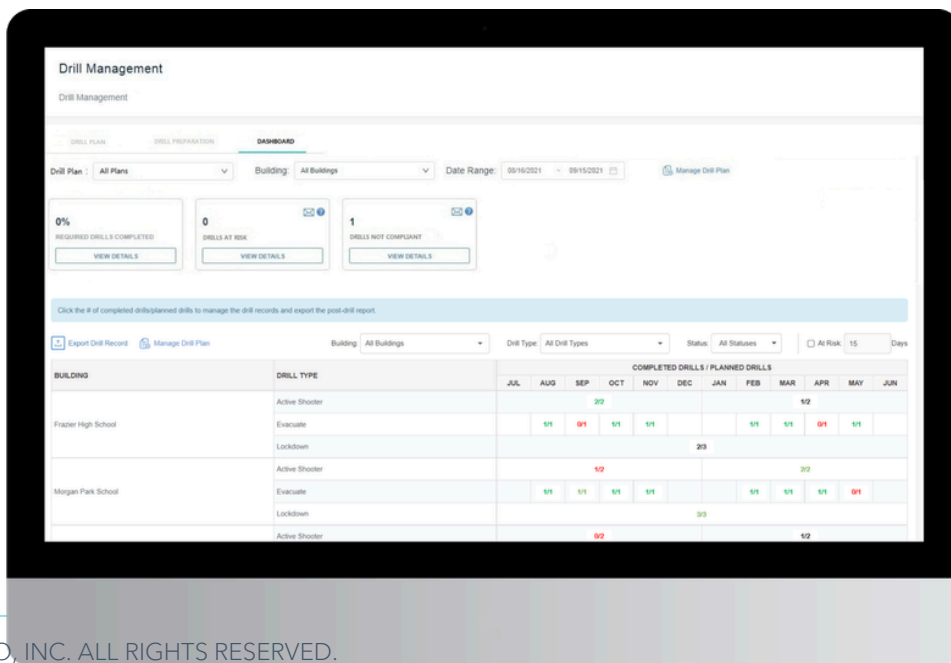 Drill Management
Drill Management
DRILL PLAN DRILL PREPARATION DASHBOARD
Drill Plan : All Plans Building: All Buildings Date Range: 08/16/2021 ~ 09/15/2021 Manage Drill Plan
0% 0 1
REQUIRED DRILLS COMPLETED DRILLS AT RISK DRILLS NOT COMPLIANT
VIEW DETAILS VIEW DETAILS VIEW DETAILS
Click the # of completed drills/planned drills to manage the drill records and export the post-drill report.
Export Drill Record Manage Drill Plan Building: All Buildings Drill Type: All Drill Types Status: All Statuses At Risk: 15 Days
COMPLETED DRILLS / PLANNED DRILLS
BUILDING DRILL TYPE JUL AUG SEP OCT NOV DEC JAN FEB MAR APR MAY JUN
Active Shooter 2/2 1/2
Frazier High School Evacuate 1/1 0/1 1/1 1/1 1/1 1/1 0/1 1/1
Lockdown 2/3
Active Shooter 1/2 2/2
Morgan Park School Evacuate 1/1 1/1 1/1 1/1 1/1 1/1 1/1 0/1
Lockdown 3/3
Active Shooter 0/2 1/2
, INC. ALL RIGHTS RESERVED.